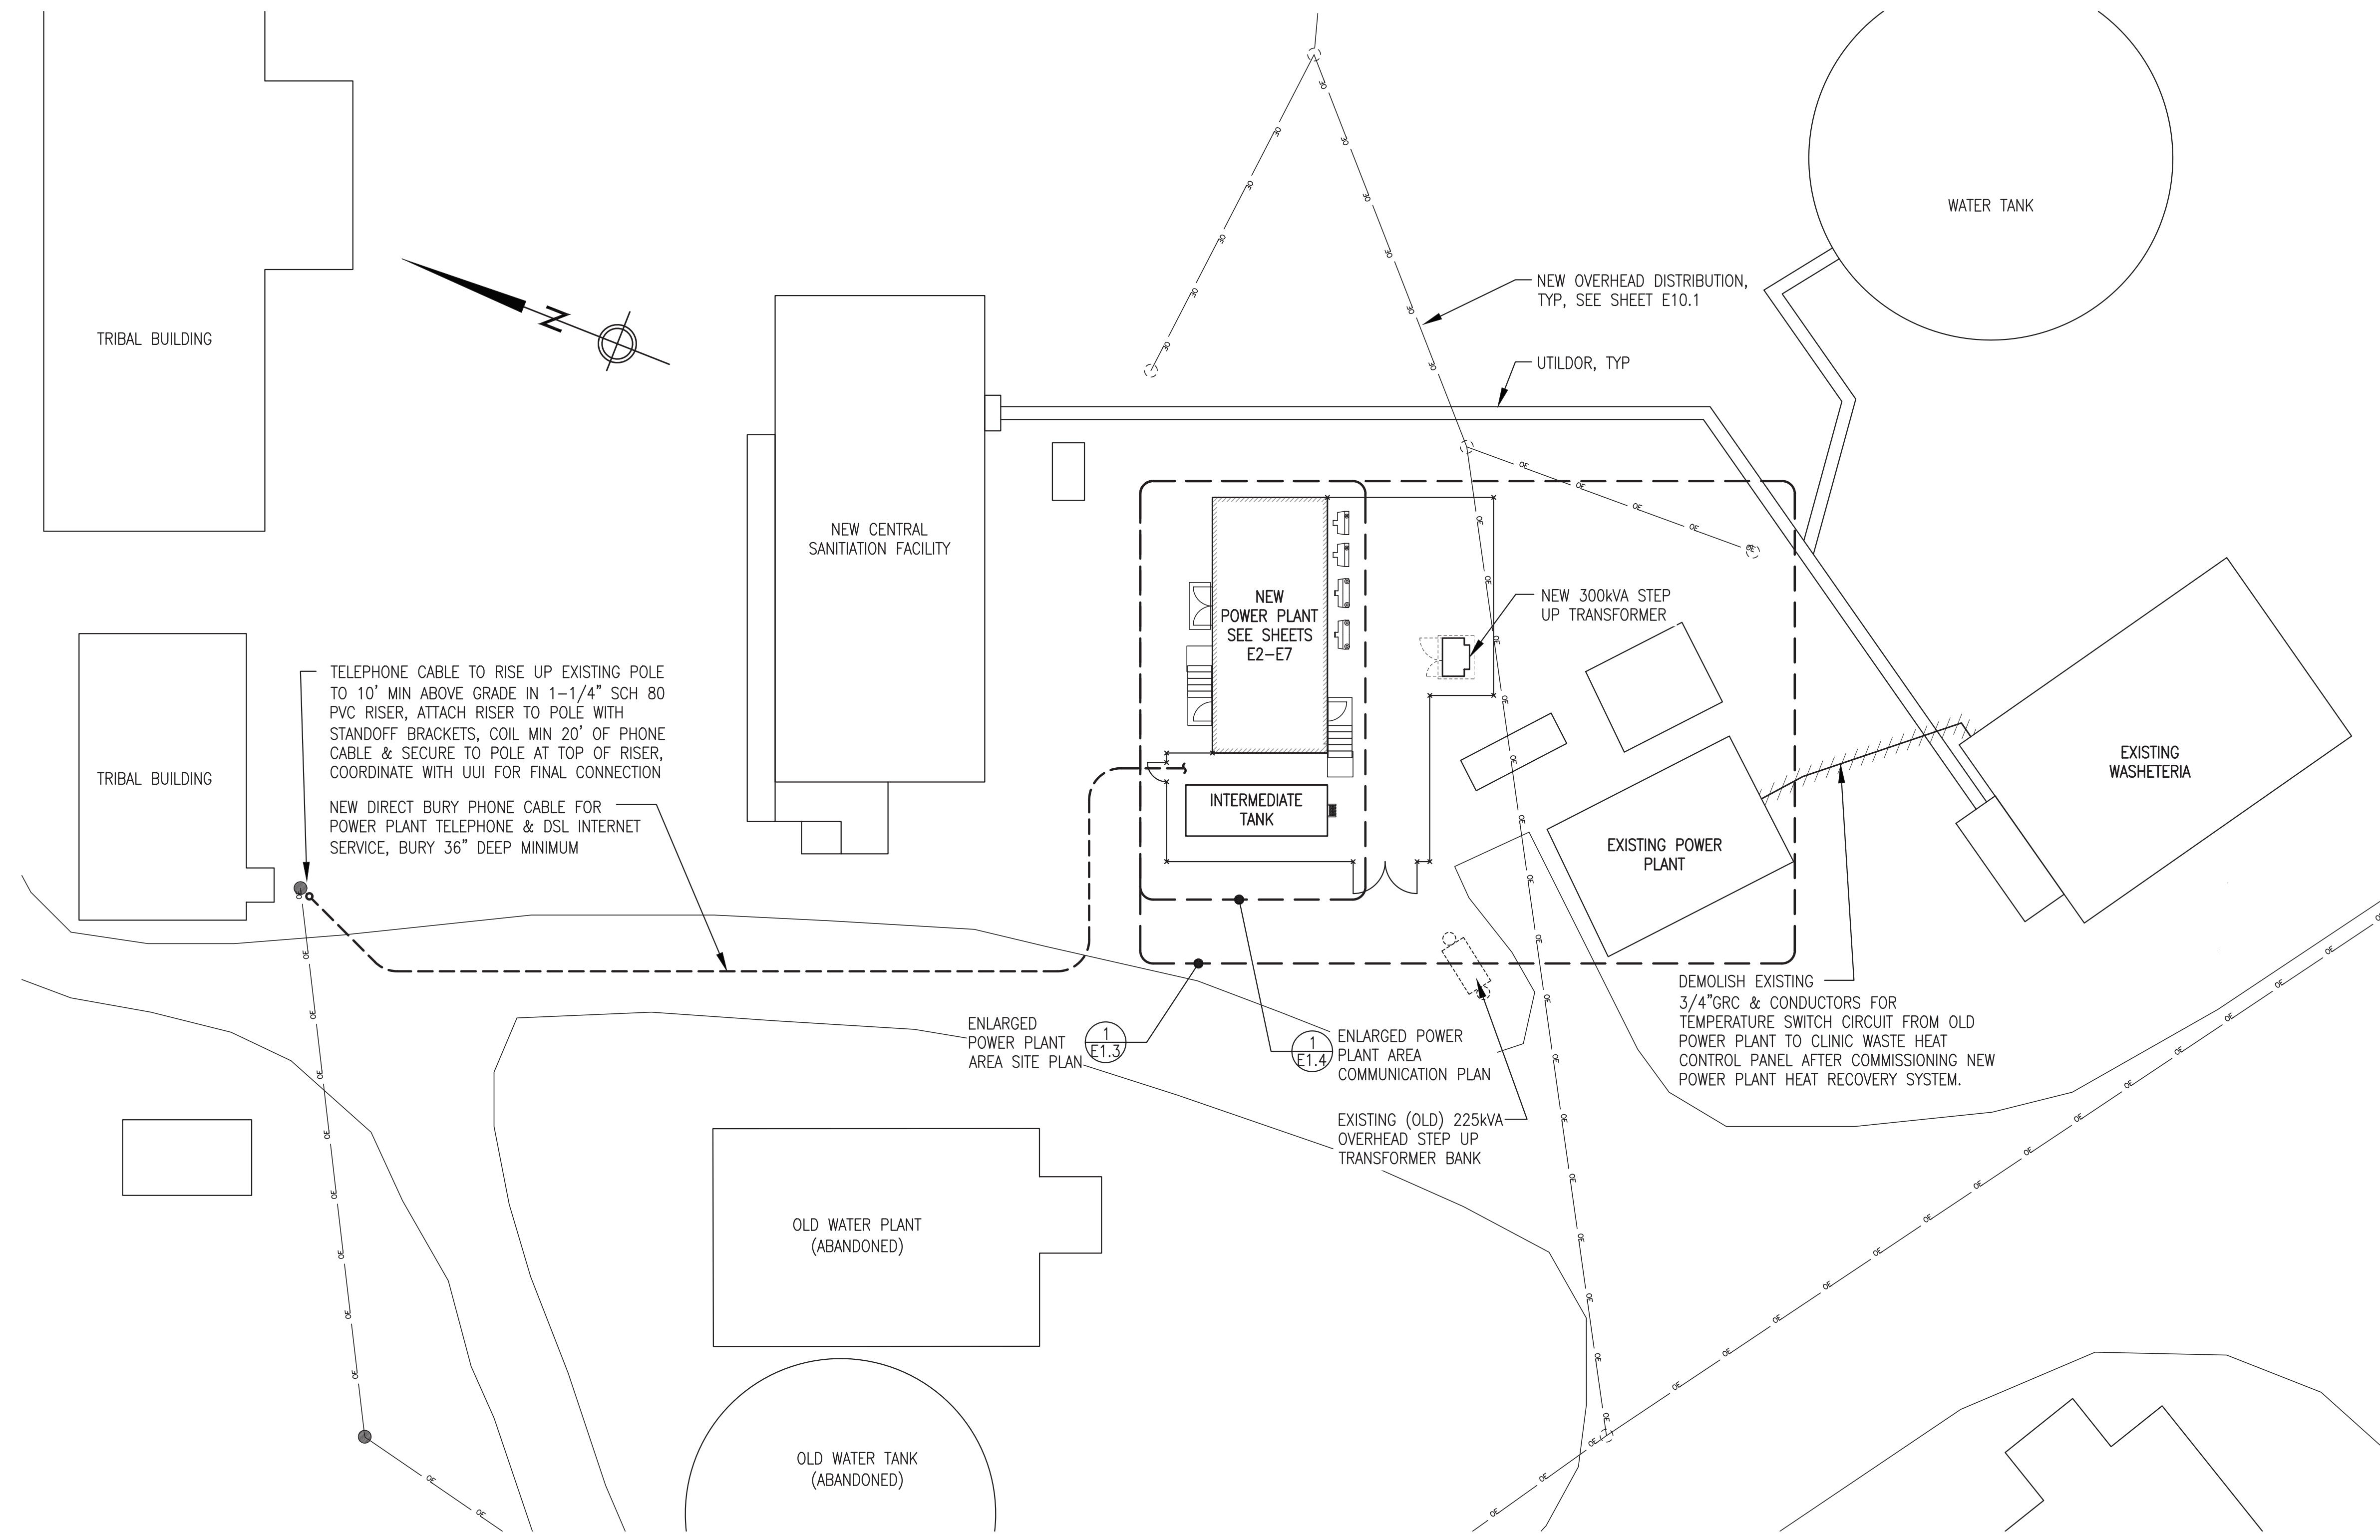 WATER TANK
NEW OVERHEAD DISTRIBUTION,
TYP, SEE SHEET E10.1
TRIBAL BUILDING
N
UTILDOR, TYP
NEW CENTRAL
SANITIATION FACILITY
NEW
POWER PLANT
SEE SHEETS
E2-E7
NEW 300kVA STEP
UP TRANSFORMER
TELEPHONE CABLE TO RISE UP EXISTING POLE
TO 10' MIN ABOVE GRADE IN 1-1/4" SCH 80
PVC RISER, ATTACH RISER TO POLE WITH
STANDOFF BRACKETS, COIL MIN 20' OF PHONE
CABLE & SECURE TO POLE AT TOP OF RISER,
COORDINATE WITH UUI FOR FINAL CONNECTION
TRIBAL BUILDING
NEW DIRECT BURY PHONE CABLE FOR
POWER PLANT TELEPHONE & DSL INTERNET
SERVICE, BURY 36" DEEP MINIMUM
INTERMEDIATE
TANK
EXISTING
WASHETERIA
EXISTING POWER
PLANT
DEMOLISH EXISTING
3/4"GRC & CONDUCTORS FOR
TEMPERATURE SWITCH CIRCUIT FROM OLD
POWER PLANT TO CLINIC WASTE HEAT
CONTROL PANEL AFTER COMMISSIONING NEW
POWER PLANT HEAT RECOVERY SYSTEM.
ENLARGED
POWER PLANT
AREA SITE PLAN
1
E1.3
1
E1.4
ENLARGED POWER
PLANT AREA
COMMUNICATION PLAN
EXISTING (OLD) 225kVA
OVERHEAD STEP UP
TRANSFORMER BANK
OLD WATER PLANT
(ABANDONED)
OLD WATER TANK
(ABANDONED)
OE